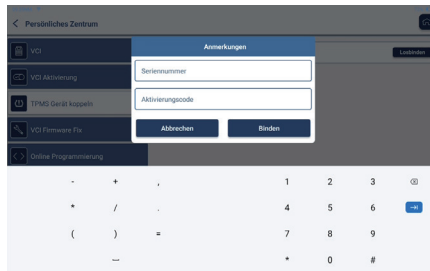 Persönliches Zentrum
VCI
VCI Aktivierung
TPMS Gerät koppeln
VCI Firmware Fix
Online Programmierung
Anmerkungen
Seriennummer
Aktivierungscode
Abbrechen
Binden
Losbinden
- + , 1 2 3
* / . 4 5 6
( ) = 7 8 9
_ * 0 #